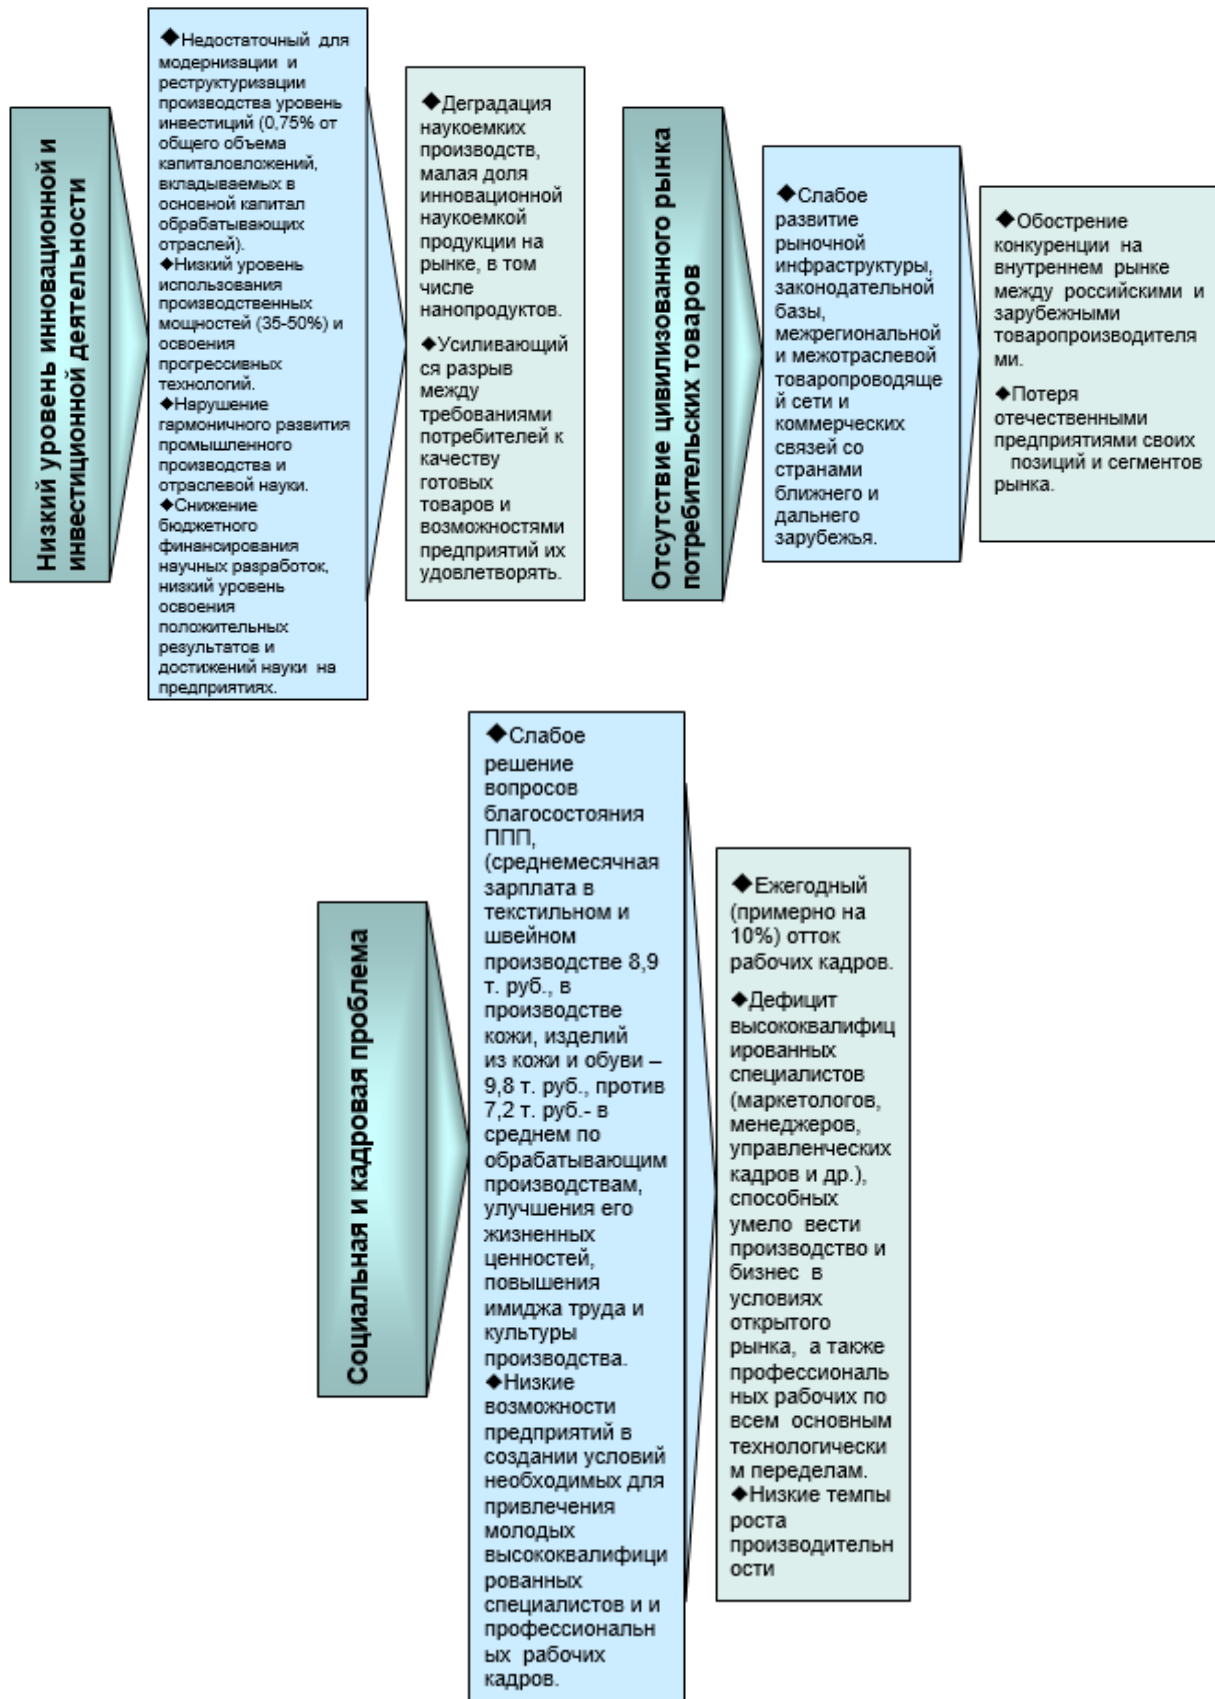 Низкий уровень инновационной и
инвестиционной деятельности
◆Недостаточный для
модернизации и
реструктуризации
производства уровень
инвестиций (0,75% от
общего объема
капиталовложений,
вкладываемых в
основной капитал
обрабатывающих
отраслей).
◆Низкий уровень
использования
производственных
мощностей (35-50%) и
освоения
прогрессивных
технологий.
◆Нарушение
гармоничного развития
промышленного
производства и
отраслевой науки.
◆Снижение
бюджетного
финансирования
научных разработок,
низкий уровень
освоения
положительных
результатов и
достижений науки на
предприятиях.
◆Деградация
наукоемких
производств,
малая доля
инновационной
наукоемкой
продукции на
рынке, в том
числе
нанопродуктов.
◆Усиливающий
ся разрыв
между
требованиями
потребителей к
качеству
готовых
товаров и
возможностями
предприятий их
удовлетворять.
Отсутствие цивилизованного рынка
потребительских товаров
◆Слабое
развитие
рыночной
инфраструктуры,
законодательной
базы,
межрегиональной
и межотраслевой
товаропроводяще
й сети и
коммерческих
связей со
странами
ближнего и
дальнего
зарубежья.
◆Обострение
конкуренции на
внутреннем рынке
между российскими и
зарубежными
товаропроизводителя
ми.
◆Потеря
отечественными
предприятиями своих
позиций и сегментов
рынка.
Социальная и кадровая проблема
◆Слабое
решение
вопросов
благосостояния
ППП,
(среднемесячная
зарплата в
текстильном и
швейном
производстве 8,9
т. руб., в
производстве
кожи, изделий
из кожи и обуви –
9,8 т. руб., против
7,2 т. руб.- в
среднем по
обрабатывающим
производствам,
улучшения его
жизненных
ценностей,
повышения
имиджа труда и
культуры
производства.
◆Низкие
возможности
предприятий в
создании условий
необходимых для
привлечения
молодых
высококвалифици
рованных
специалистов и и
профессиональн
ых рабочих
кадров.
◆Ежегодный
(примерно на
10%) отток
рабочих кадров.
◆Дефицит
высококвалифиц
ированных
специалистов
(маркетологов,
менеджеров,
управленческих
кадров и др.),
способных
умело вести
производство и
бизнес в
условиях
открытого
рынка, а также
профессиональ
ных рабочих по
всем основным
технологически
м переделам.
◆Низкие темпы
роста
производительн
ости